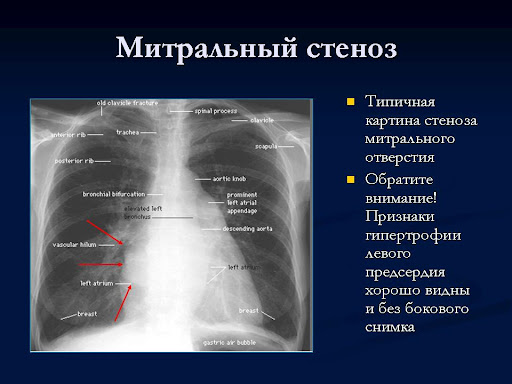 Митральный стеноз
old clavicle fracture
spinal process
clavicle
anterior rib
trachea
scapula
posterior rib
aortic knob
bronchial bifurcation
prominent
left atrial
appendage
elevated left
bronchus
descending aorta
vascular hilum
left atrium
left atrium
breast
breast
gastric air bubble
Типичная
картина стеноза
митрального
отверстия
Обратите
внимание!
Признаки
гипертрофии
левого
предсердия
хорошо видны
и без бокового
снимка